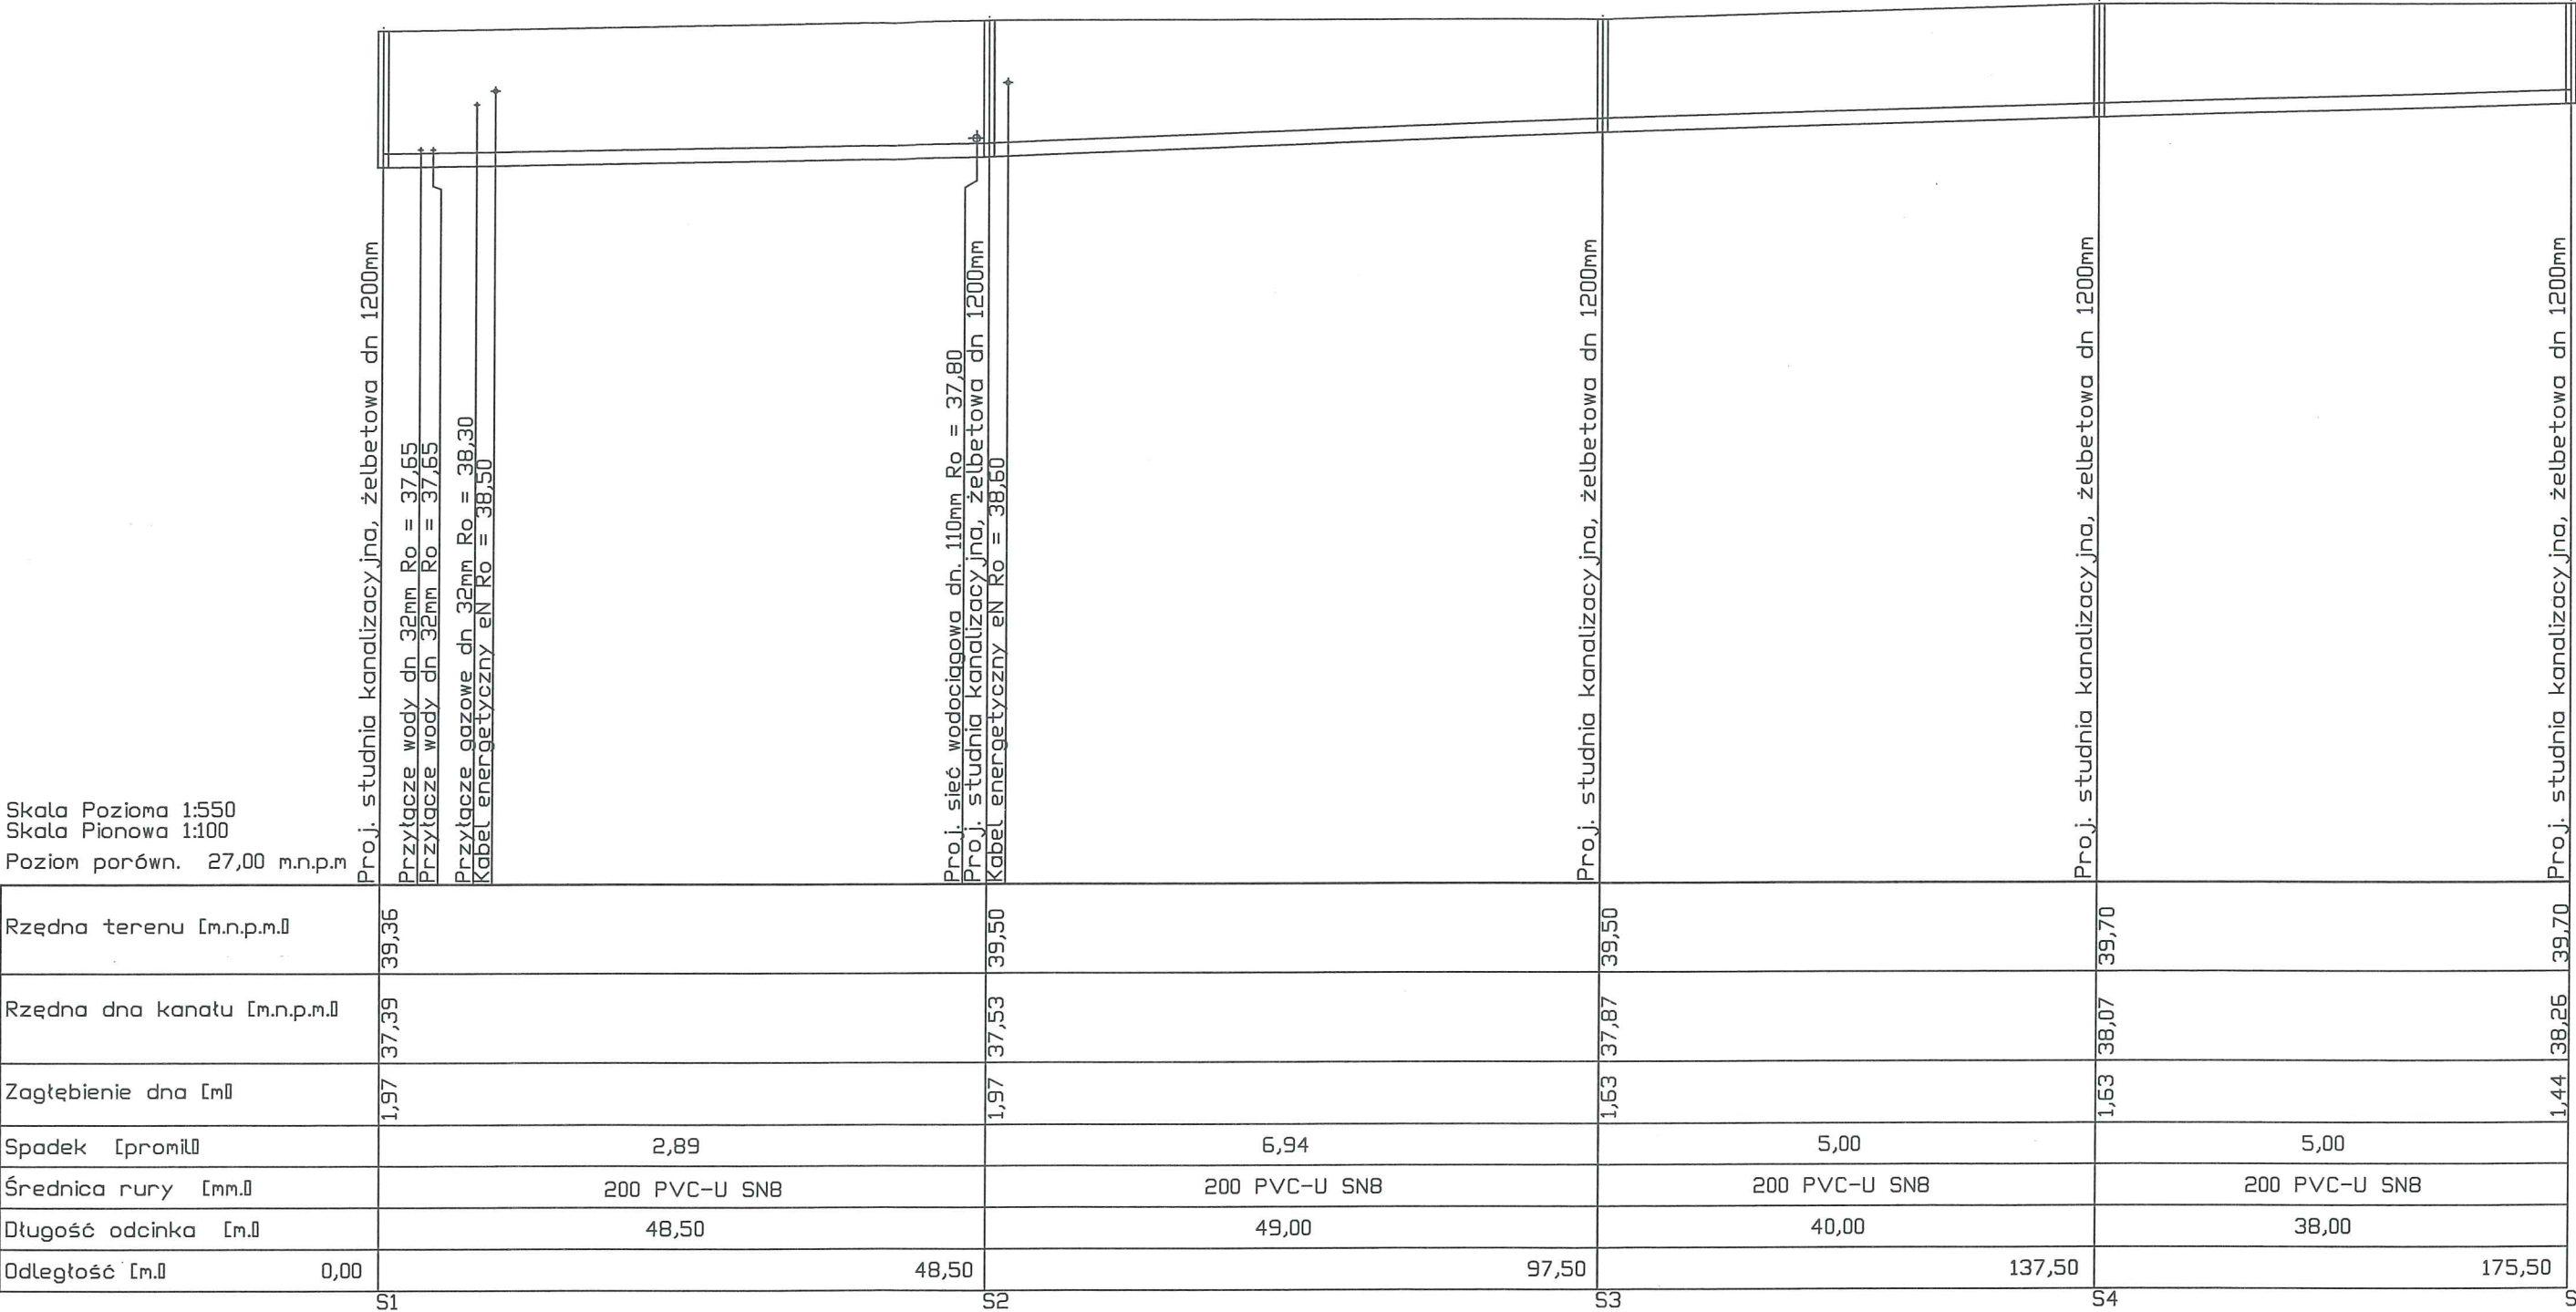 Proj. studnia kanalizacyjna, żelbetowa dn 1200mm
Przyłącze wody dn 32mm Ro = 37,65
Przyłącze wody dn 32mm Ro = 37,65
Przyłącze gazowe dn 32mm Ro = 38,30
Kabel energetyczny eN Ro = 38,50
Proj. sieć wodociągowa dn. 110mm Ro = 37,80
Proj. studnia kanalizacyjna, żelbetowa dn 1200mm
Kabel energetyczny eN Ro = 38,60
Proj. studnia kanalizacyjna, żelbetowa dn 1200mm
Proj. studnia kanalizacyjna, żelbetowa dn 1200mm
Proj. studnia kanalizacyjna, żelbetowa dn 1200mm
Skala Pozioma 1:550
Skala Pionowa 1:100
Poziom porówn. 27,00 m.n.p.m
Rzędna terenu [m.n.p.m.] 39,36 39,50 39,50 39,70 39,70
Rzędna dna kanału [m.n.p.m.] 37,39 37,53 37,87 38,07 38,26
Zagłębienie dna [m] 1,97 1,97 1,63 1,63 1,44
Spadek [promil] 2,89 6,94 5,00 5,00
Średnica rury [mm.] 200 PVC-U SN8 200 PVC-U SN8 200 PVC-U SN8 200 PVC-U SN8
Długość odcinka [m.] 48,50 49,00 40,00 38,00
Odległość [m.] 0,00 48,50 97,50 137,50 175,50
S1 S2 S3 S4